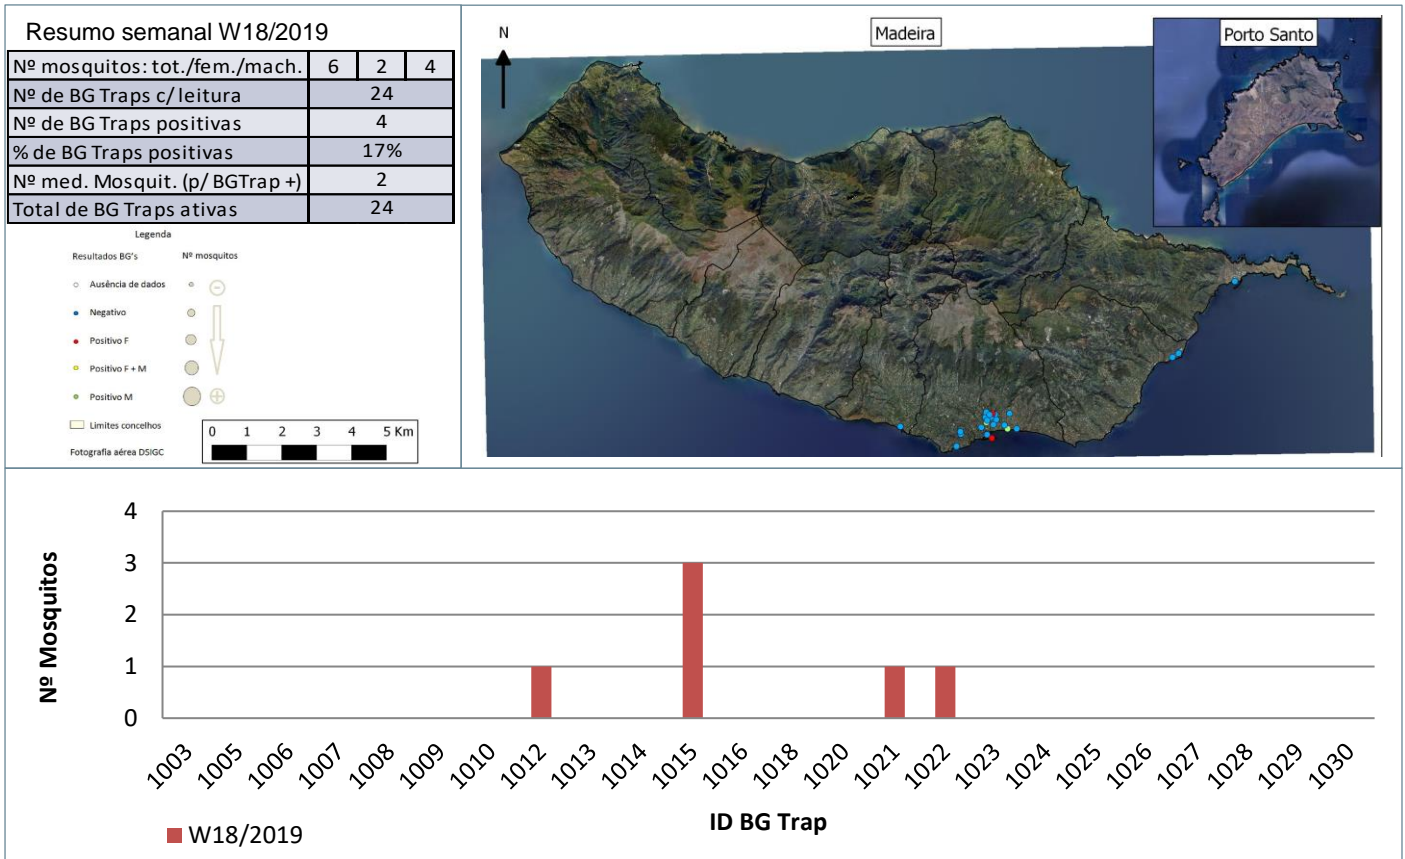 Resumo semanal W18/2019
Nº mosquitos: tot./fem./mach. 6 2 4
Nº de BG Traps c/ leitura 24
Nº de BG Traps positivas 4
% de BG Traps positivas 17%
Nº med. Mosquit. (p/ BGTrap +) 2
Total de BG Traps ativas 24
Legenda
Resultados BG's Nº mosquitos
Ausência de dados
Negativo
Positivo F
Positivo F + M
Positivo M
Limites concelhos
Fotografia aérea DSIGC
0 1 2 3 4 5 Km
N
Madeira
Porto Santo
Nº Mosquitos
4
3
2
1
0
1003 1005 1006 1007 1008 1009 1010 1012 1013 1014 1015 1016 1018 1020 1021 1022 1023 1024 1025 1026 1027 1028 1029 1030
ID BG Trap
W18/2019